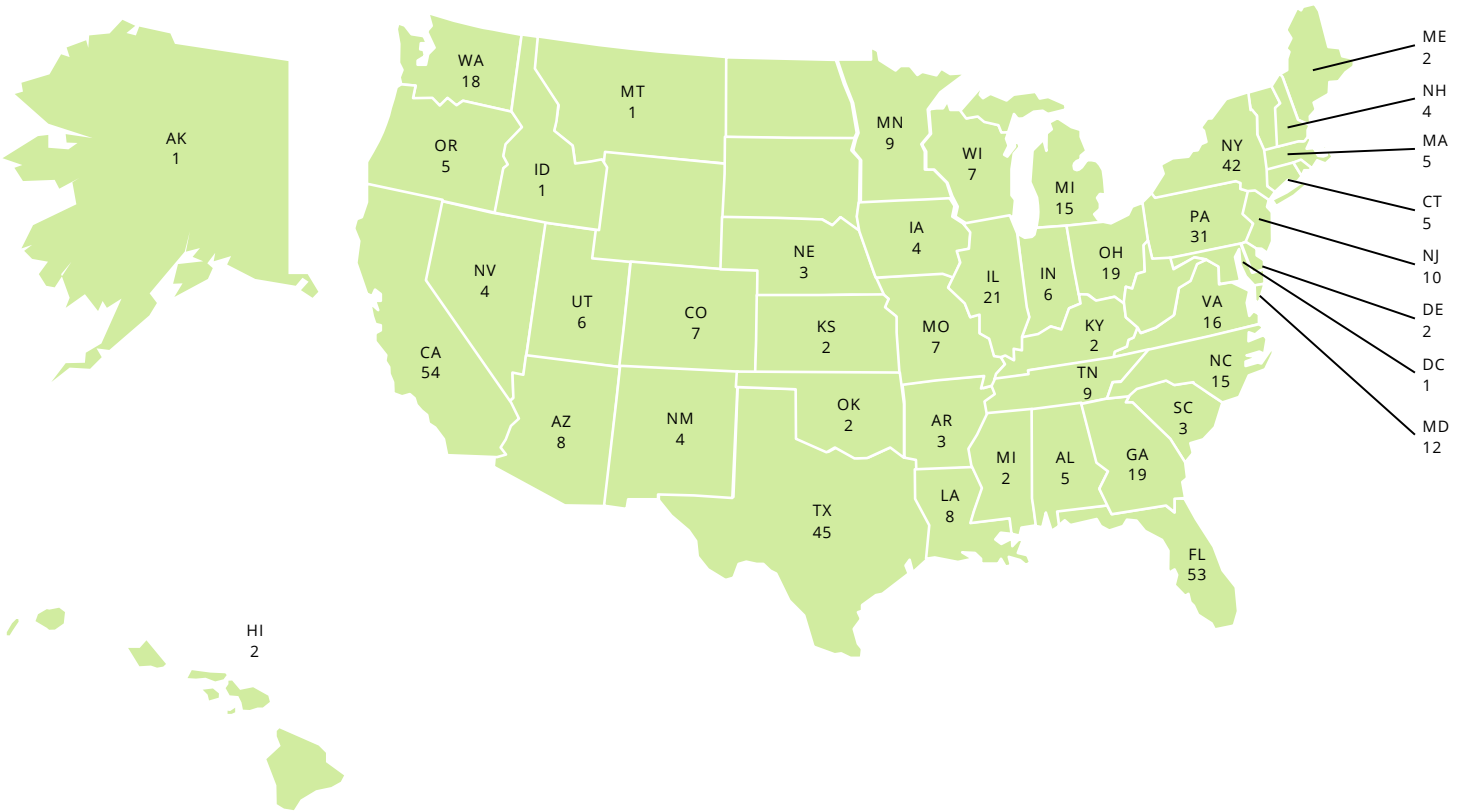 ME
2
WA
18
NH
4
MT
1
MN
9
AK
1
OR
5
NY
42
MA
5
WI
7
ID
1
MI
15
CT
5
PA
31
IA
4
NE
3
OH
19
NJ
10
NV
4
IL
21
IN
6
UT
6
VA
16
DE
2
CO
7
KS
2
MO
7
KY
2
CA
54
NC
15
DC
1
TN
9
AZ
8
NM
4
OK
2
AR
3
SC
3
MD
12
MI
2
AL
5
GA
19
LA
8
TX
45
FL
53
HI
2